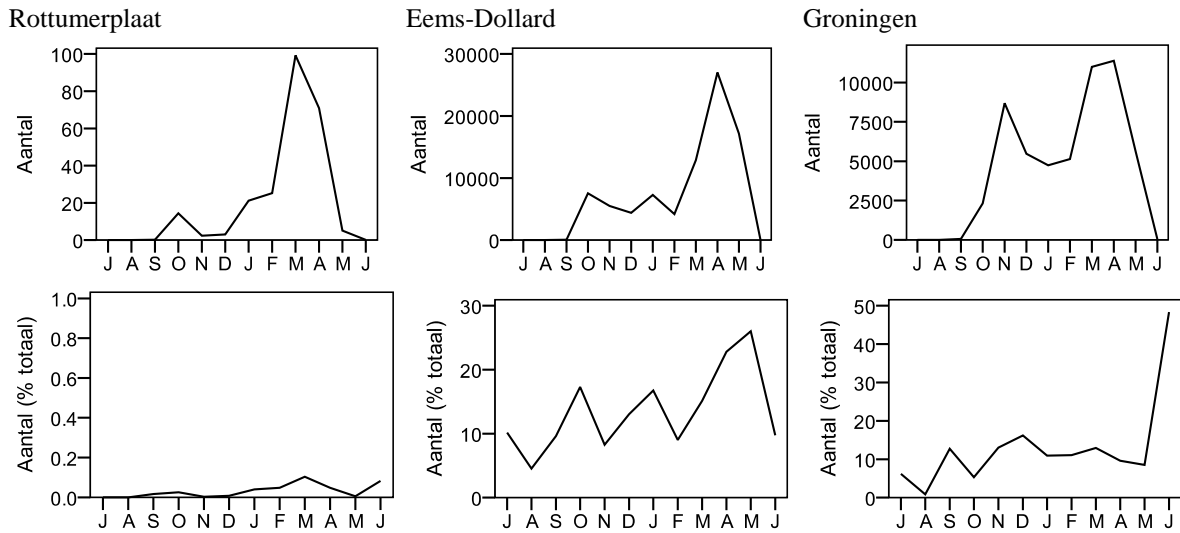 Rottumerplaat
Eems-Dollard
Groningen
Aantal
100
80
60
40
20
0
J A S O N D J F M A M J
Aantal
30000
20000
10000
0
J A S O N D J F M A M J
Aantal
10000
7500
5000
2500
0
J A S O N D J F M A M J
Aantal (% totaal)
1.0
0.8
0.6
0.4
0.2
0.0
J A S O N D J F M A M J
Aantal (% totaal)
30
20
10
0
J A S O N D J F M A M J
Aantal (% totaal)
50
40
30
20
10
0
J A S O N D J F M A M J